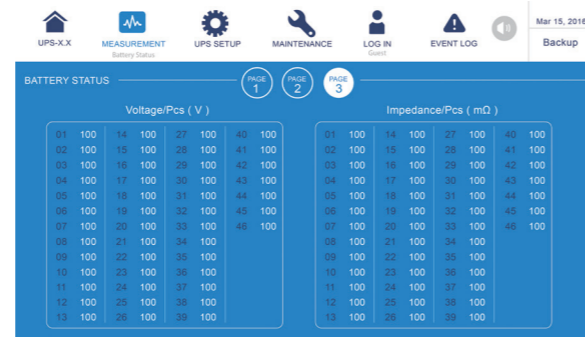 UPS-X.X
MEASUREMENT
Battery Status
UPS SETUP
MAINTENANCE
LOG IN
Guest
EVENT LOG
Mar 15, 2016
Backup
BATTERY STATUS
PAGE 1
PAGE 2
PAGE 3
Voltage/Pcs ( V )
01 100 14 100 27 100 40 100
02 100 15 100 28 100 41 100
03 100 16 100 29 100 42 100
04 100 17 100 30 100 43 100
05 100 18 100 31 100 44 100
06 100 19 100 32 100 45 100
07 100 20 100 33 100 46 100
08 100 21 100 34 100
09 100 22 100 35 100
10 100 23 100 36 100
11 100 24 100 37 100
12 100 25 100 38 100
13 100 26 100 39 100
Impedance/Pcs ( mΩ )
01 100 14 100 27 100 40 100
02 100 15 100 28 100 41 100
03 100 16 100 29 100 42 100
04 100 17 100 30 100 43 100
05 100 18 100 31 100 44 100
06 100 19 100 32 100 45 100
07 100 20 100 33 100 46 100
08 100 21 100 34 100
09 100 22 100 35 100
10 100 23 100 36 100
11 100 24 100 37 100
12 100 25 100 38 100
13 100 26 100 39 100